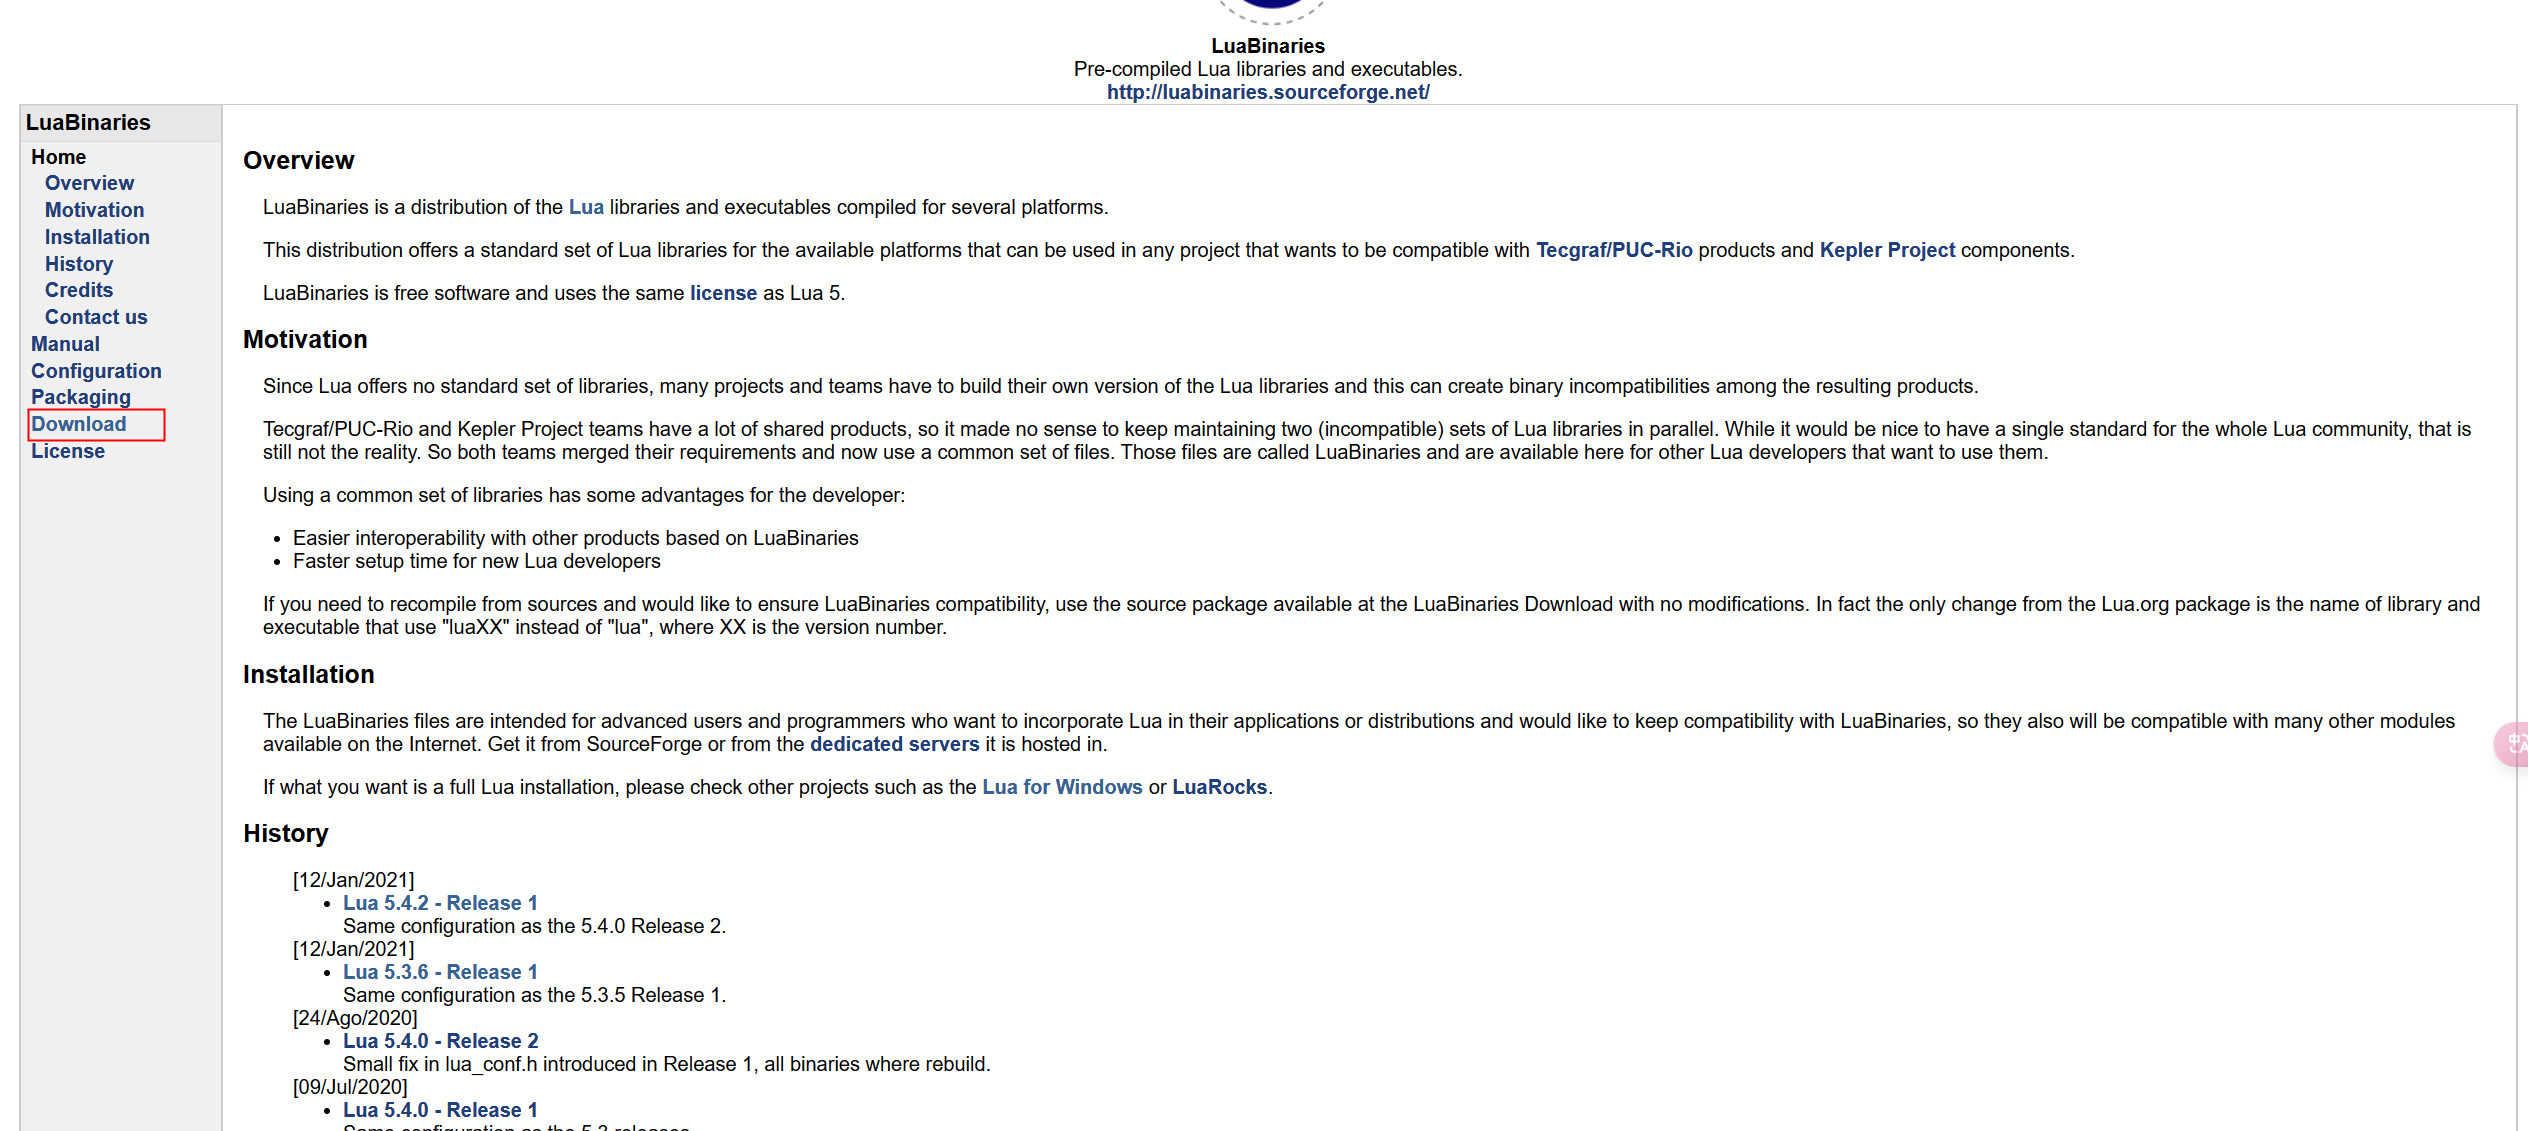 LuaBinaries
Pre-compiled Lua libraries and executables.
http://luabinaries.sourceforge.net/
LuaBinaries
Home
Overview
Motivation
Installation
History
Credits
Contact us
Manual
Configuration
Packaging
Download
License
Overview
LuaBinaries is a distribution of the Lua libraries and executables compiled for several platforms.
This distribution offers a standard set of Lua libraries for the available platforms that can be used in any project that wants to be compatible with Tecgraf/PUC-Rio products and Kepler Project components.
LuaBinaries is free software and uses the same license as Lua 5.
Motivation
Since Lua offers no standard set of libraries, many projects and teams have to build their own version of the Lua libraries and this can create binary incompatibilities among the resulting products.
Tecgraf/PUC-Rio and Kepler Project teams have a lot of shared products, so it made no sense to keep maintaining two (incompatible) sets of Lua libraries in parallel. While it would be nice to have a single standard for the whole Lua community, that is
still not the reality. So both teams merged their requirements and now use a common set of files. Those files are called LuaBinaries and are available here for other Lua developers that want to use them.
Using a common set of libraries has some advantages for the developer:
• Easier interoperability with other products based on LuaBinaries
• Faster setup time for new Lua developers
If you need to recompile from sources and would like to ensure LuaBinaries compatibility, use the source package available at the LuaBinaries Download with no modifications. In fact the only change from the Lua.org package is the name of library and
executable that use "luaXX" instead of "lua", where XX is the version number.
Installation
The LuaBinaries files are intended for advanced users and programmers who want to incorporate Lua in their applications or distributions and would like to keep compatibility with LuaBinaries, so they also will be compatible with many other modules
available on the Internet. Get it from SourceForge or from the dedicated servers it is hosted in.
If what you want is a full Lua installation, please check other projects such as the Lua for Windows or LuaRocks.
History
[12/Jan/2021]
• Lua 5.4.2 - Release 1
Same configuration as the 5.4.0 Release 2.
[12/Jan/2021]
• Lua 5.3.6 - Release 1
Same configuration as the 5.3.5 Release 1.
[24/Ago/2020]
• Lua 5.4.0 - Release 2
Small fix in lua_conf.h introduced in Release 1, all binaries where rebuild.
[09/Jul/2020]
• Lua 5.4.0 - Release 1
Same configuration as the 5.3 releases